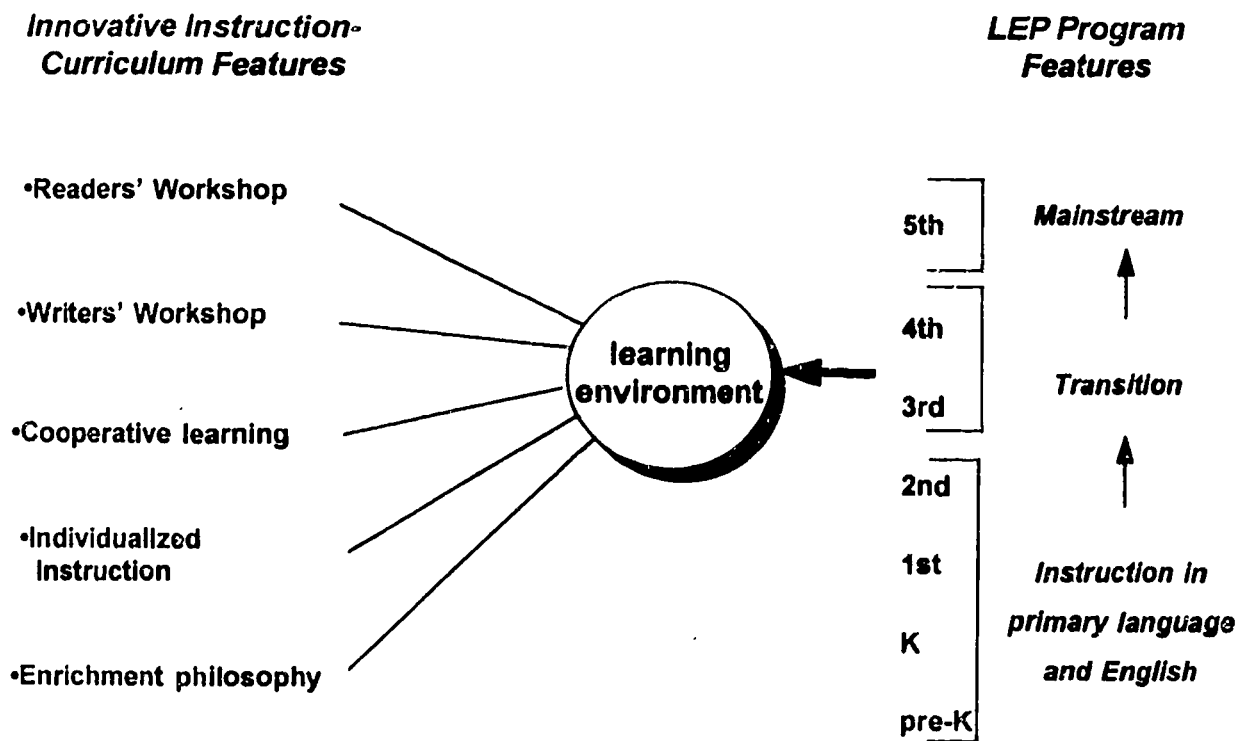 Innovative Instruction-
Curriculum Features
•Readers' Workshop
•Writers' Workshop
•Cooperative learning
•Individualized
Instruction
•Enrichment philosophy
learning
environment
LEP Program
Features
5th
4th
3rd
2nd
1st
K
pre-K
Mainstream
Transition
Instruction in
primary language
and English